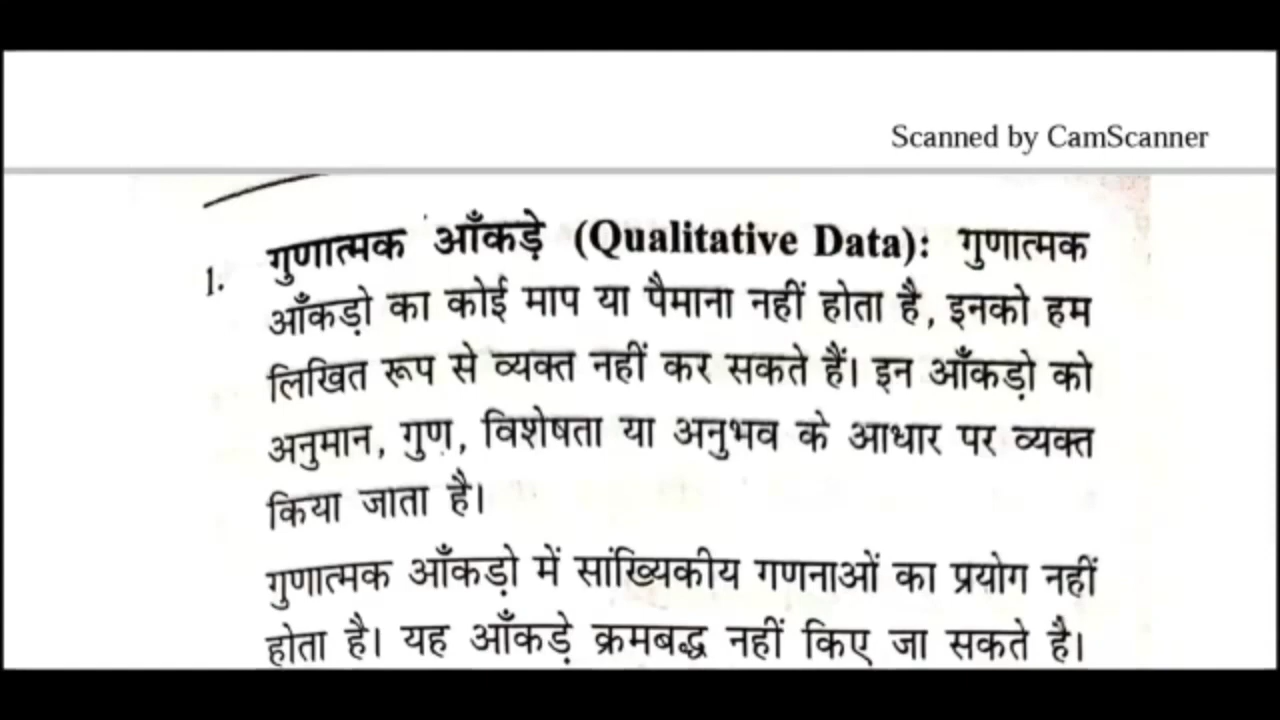 Scanned by CamScanner
1. गुणात्मक आँकड़े (Qualitative Data): गुणात्मक
आँकड़ो का कोई माप या पैमाना नहीं होता है, इनको हम
लिखित रूप से व्यक्त नहीं कर सकते हैं। इन आँकड़ो को
अनुमान, गुण, विशेषता या अनुभव के आधार पर व्यक्त
किया जाता है।
गुणात्मक आँकड़ो में सांख्यिकीय गणनाओं का प्रयोग नहीं
होता है। यह आँकड़े क्रमबद्ध नहीं किए जा सकते है।